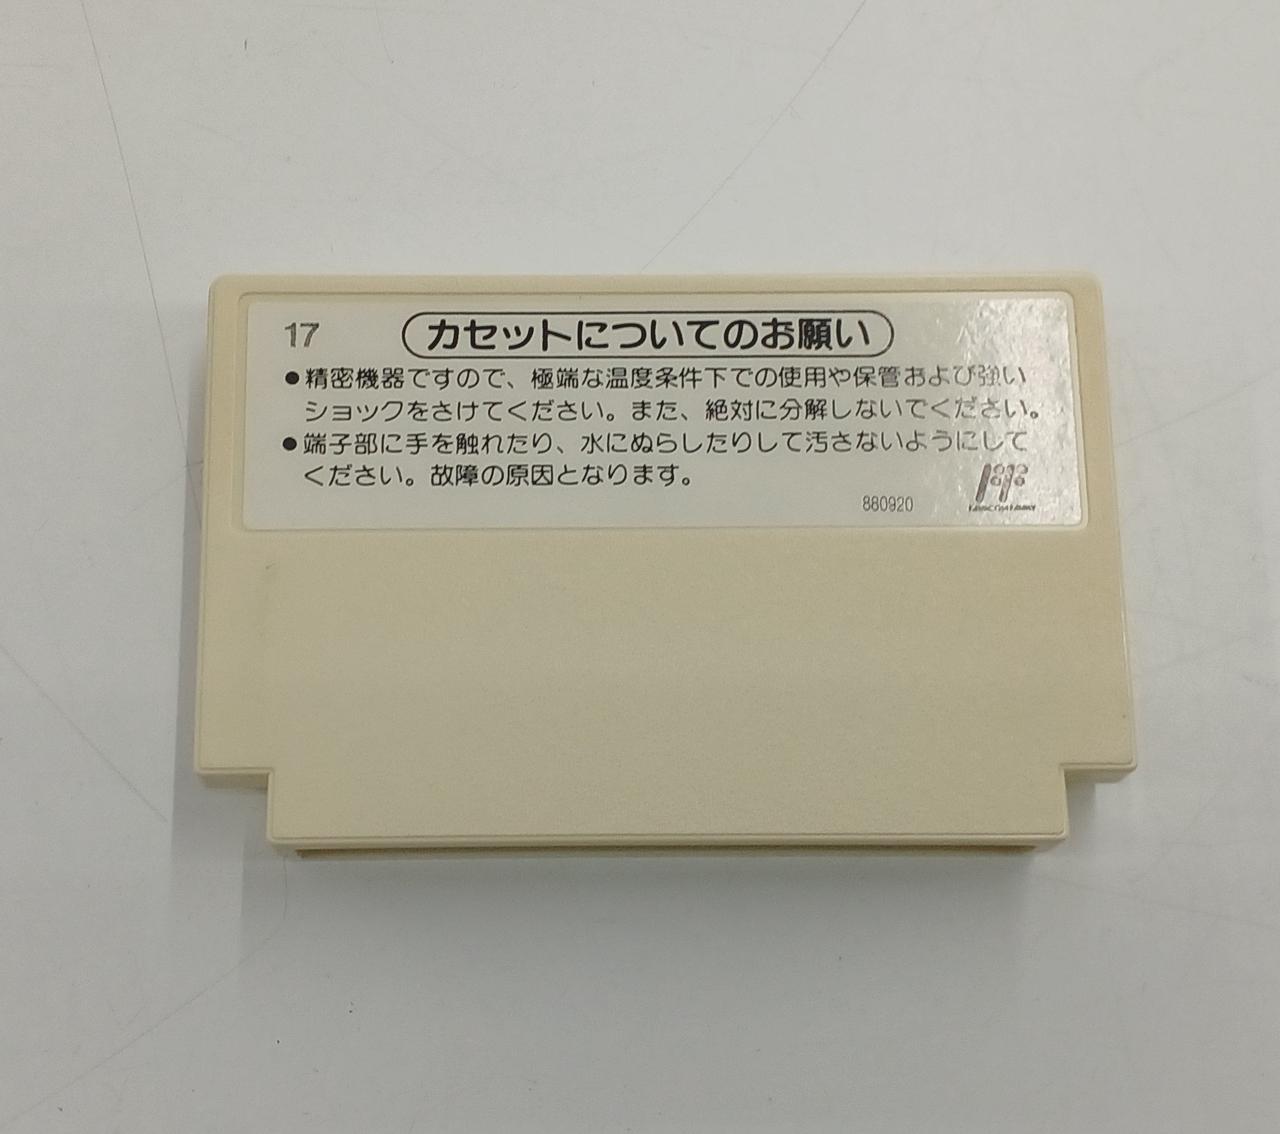 17
カセットについてのお願い
●精密機器ですので、極端な温度条件下での使用や保管および強い
ショックをさけてください。また、絶対に分解しないでください。
●端子部に手を触れたり、水にぬらしたりして汚さないようにして
ください。故障の原因となります。
880920
FAMICOM FAMILY